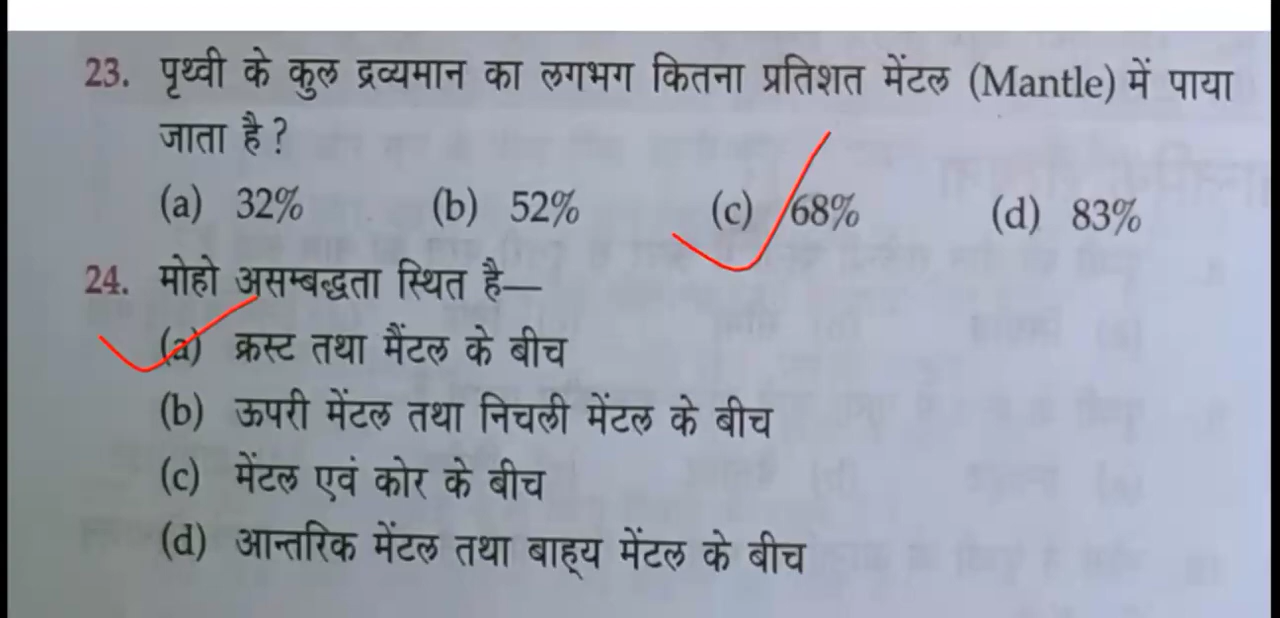 23. पृथ्वी के कुल द्रव्यमान का लगभग कितना प्रतिशत मेंटल (Mantle) में पाया
जाता है ?
(a) 32% (b) 52% (c) 68% (d) 83%
24. मोहो असम्बद्धता स्थित है—
(a) क्रस्ट तथा मैंटल के बीच
(b) ऊपरी मेंटल तथा निचली मेंटल के बीच
(c) मेंटल एवं कोर के बीच
(d) आन्तरिक मेंटल तथा बाह्य मेंटल के बीच